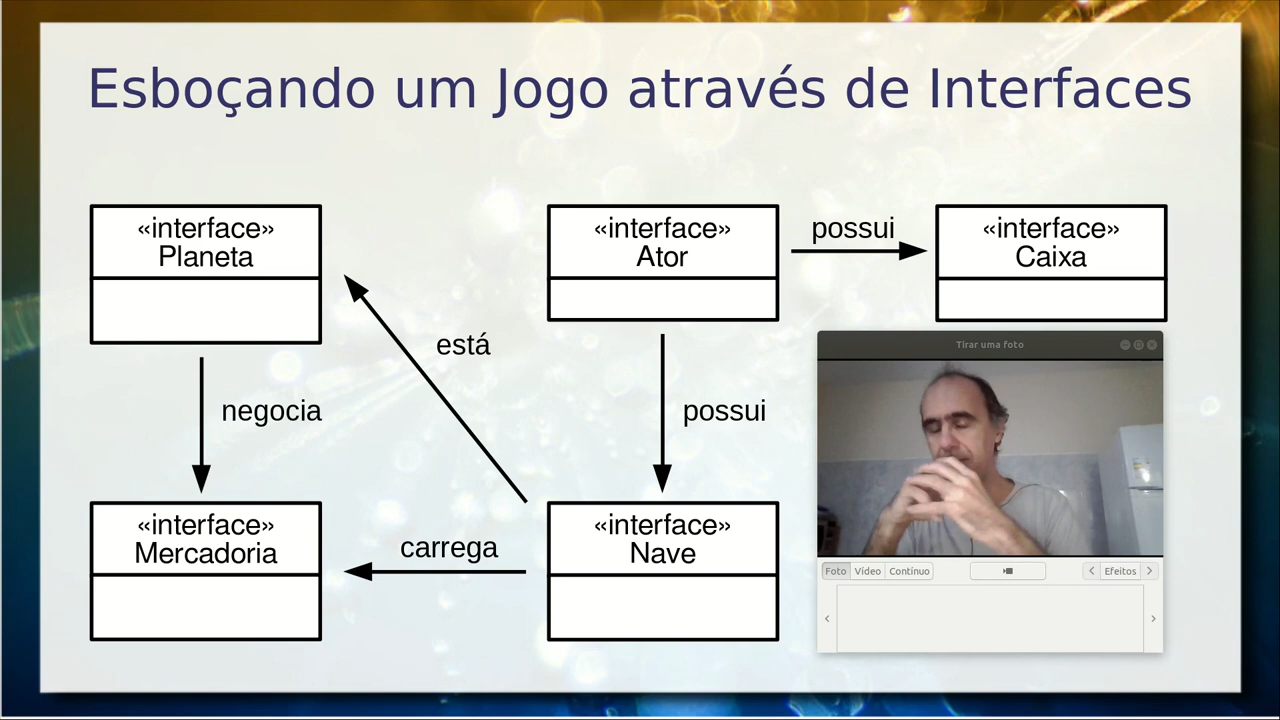 Esboçando um Jogo através de Interfaces
«interface»
Planeta
«interface»
Ator
possui
«interface»
Caixa
está
negocia
possui
«interface»
Mercadoria
carrega
«interface»
Nave
Tirar uma foto
Foto
Vídeo
Contínuo
Efeitos